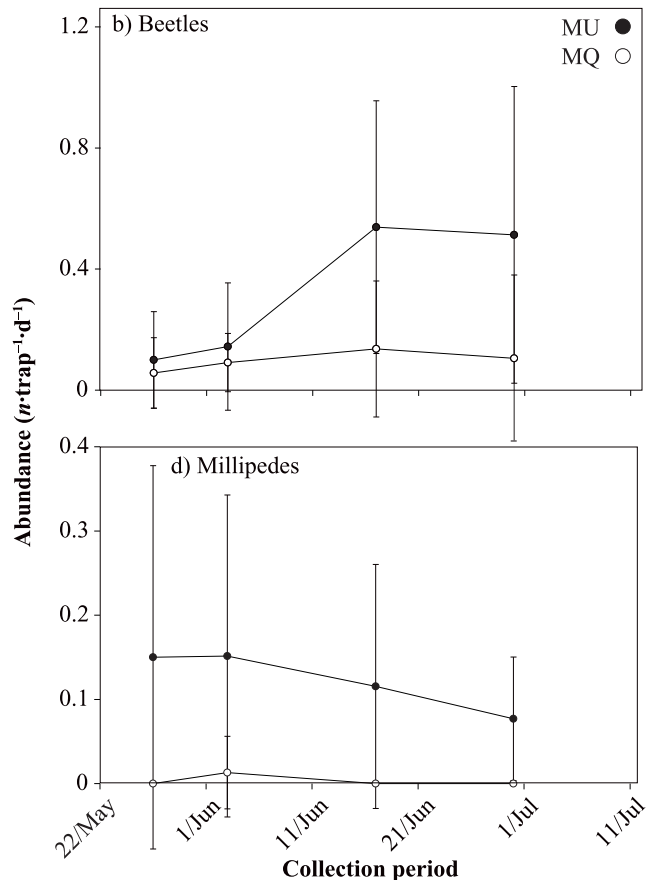 b) Beetles
MU
MQ
1.2
0.8
0.4
0
Abundance (n·trap⁻¹·d⁻¹)
d) Millipedes
0.4
0.3
0.2
0.1
0
22/May
1/Jun
11/Jun
21/Jun
1/Jul
11/Jul
Collection period